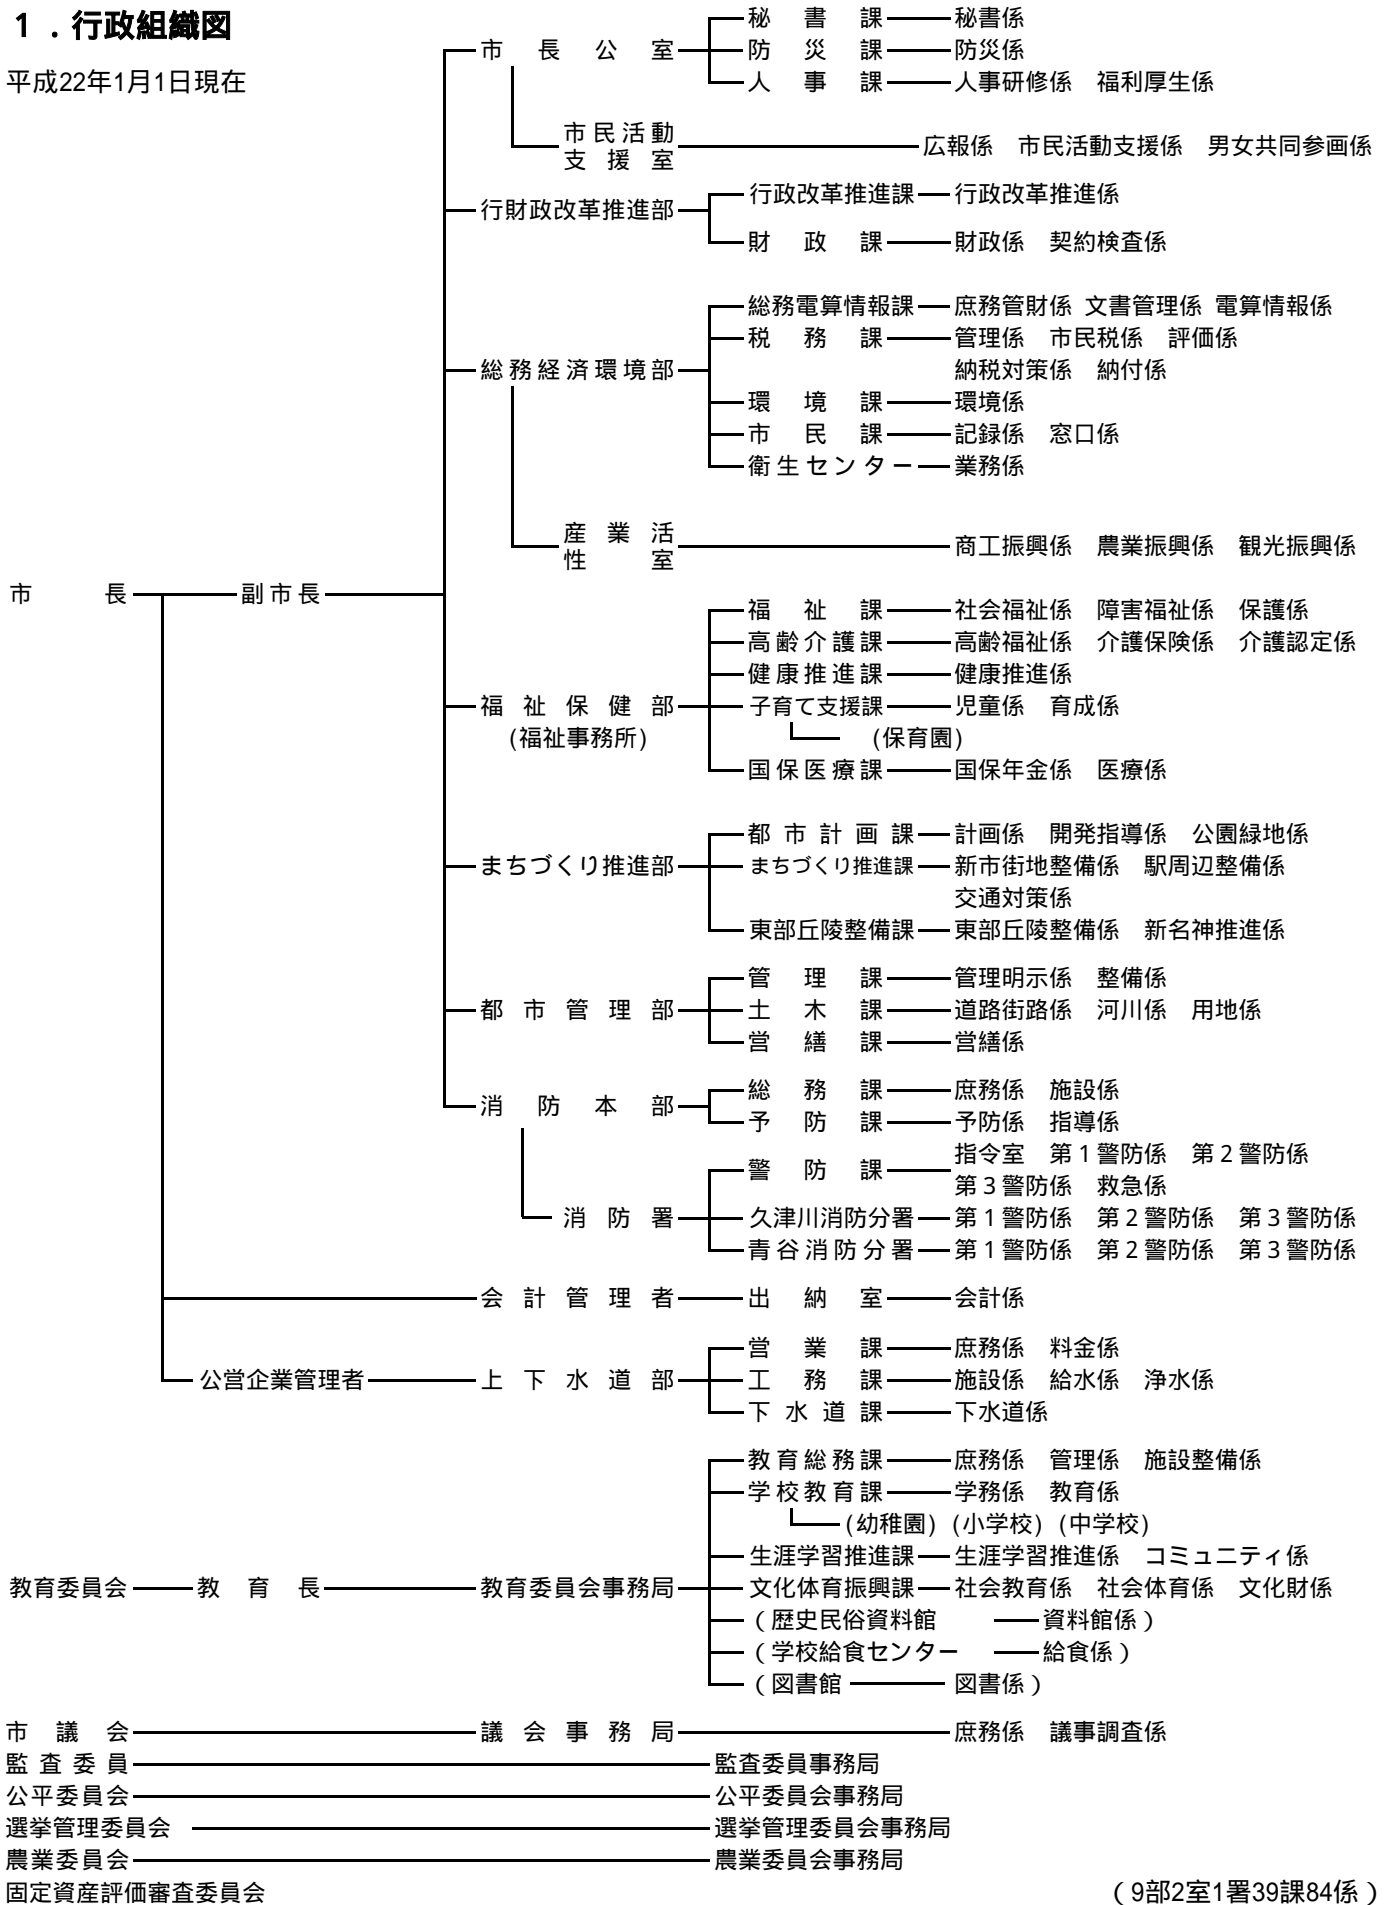 1．行政組織図
平成22年1月1日現在
秘書課 秘書係
市長公室 防災課 防災係
人事課 人事研修係 福利厚生係
市民活動支援室 広報係 市民活動支援係 男女共同参画係
行政改革推進課 行政改革推進係
行財政改革推進部
財政課 財政係 契約検査係
総務電算情報課 庶務管財係 文書管理係 電算情報係
税務課 管理係 市民税係 評価係
総務経済環境部 納税対策係 納付係
環境課 環境係
市民課 記録係 窓口係
衛生センター 業務係
産業活性室 商工振興係 農業振興係 観光振興係
市長 副市長
福祉課 社会福祉係 障害福祉係 保護係
高齢介護課 高齢福祉係 介護保険係 介護認定係
健康推進課 健康推進係
福祉保健部 子育て支援課 児童係 育成係
(福祉事務所) (保育園)
国保医療課 国保年金係 医療係
都市計画課 計画係 開発指導係 公園緑地係
まちづくり推進部 まちづくり推進課 新市街地整備係 駅周辺整備係
交通対策係
東部丘陵整備課 東部丘陵整備係 新名神推進係
管理課 管理明示係 整備係
都市管理部 土木課 道路街路係 河川係 用地係
営繕課 営繕係
総務課 庶務係 施設係
消防本部
予防課 予防係 指導係
指令室 第1警防係 第2警防係
警防課
第3警防係 救急係
消防署 久津川消防分署 第1警防係 第2警防係 第3警防係
青谷消防分署 第1警防係 第2警防係 第3警防係
会計管理者 出納室 会計係
営業課 庶務係 料金係
公営企業管理者 上下水道部 工務課 施設係 給水係 浄水係
下水道課 下水道係
教育総務課 庶務係 管理係 施設整備係
学校教育課 学務係 教育係
(幼稚園) (小学校) (中学校)
生涯学習推進課 生涯学習推進係 コミュニティ係
教育委員会 教育長 教育委員会事務局 文化体育振興課 社会教育係 社会体育係 文化財係
（歴史民俗資料館 資料館係）
（学校給食センター 給食係）
（図書館 図書係）
市議会 議会事務局 庶務係 議事調査係
監査委員 監査委員事務局
公平委員会 公平委員会事務局
選挙管理委員会 選挙管理委員会事務局
農業委員会 農業委員会事務局
固定資産評価審査委員会 （9部2室1署39課84係）